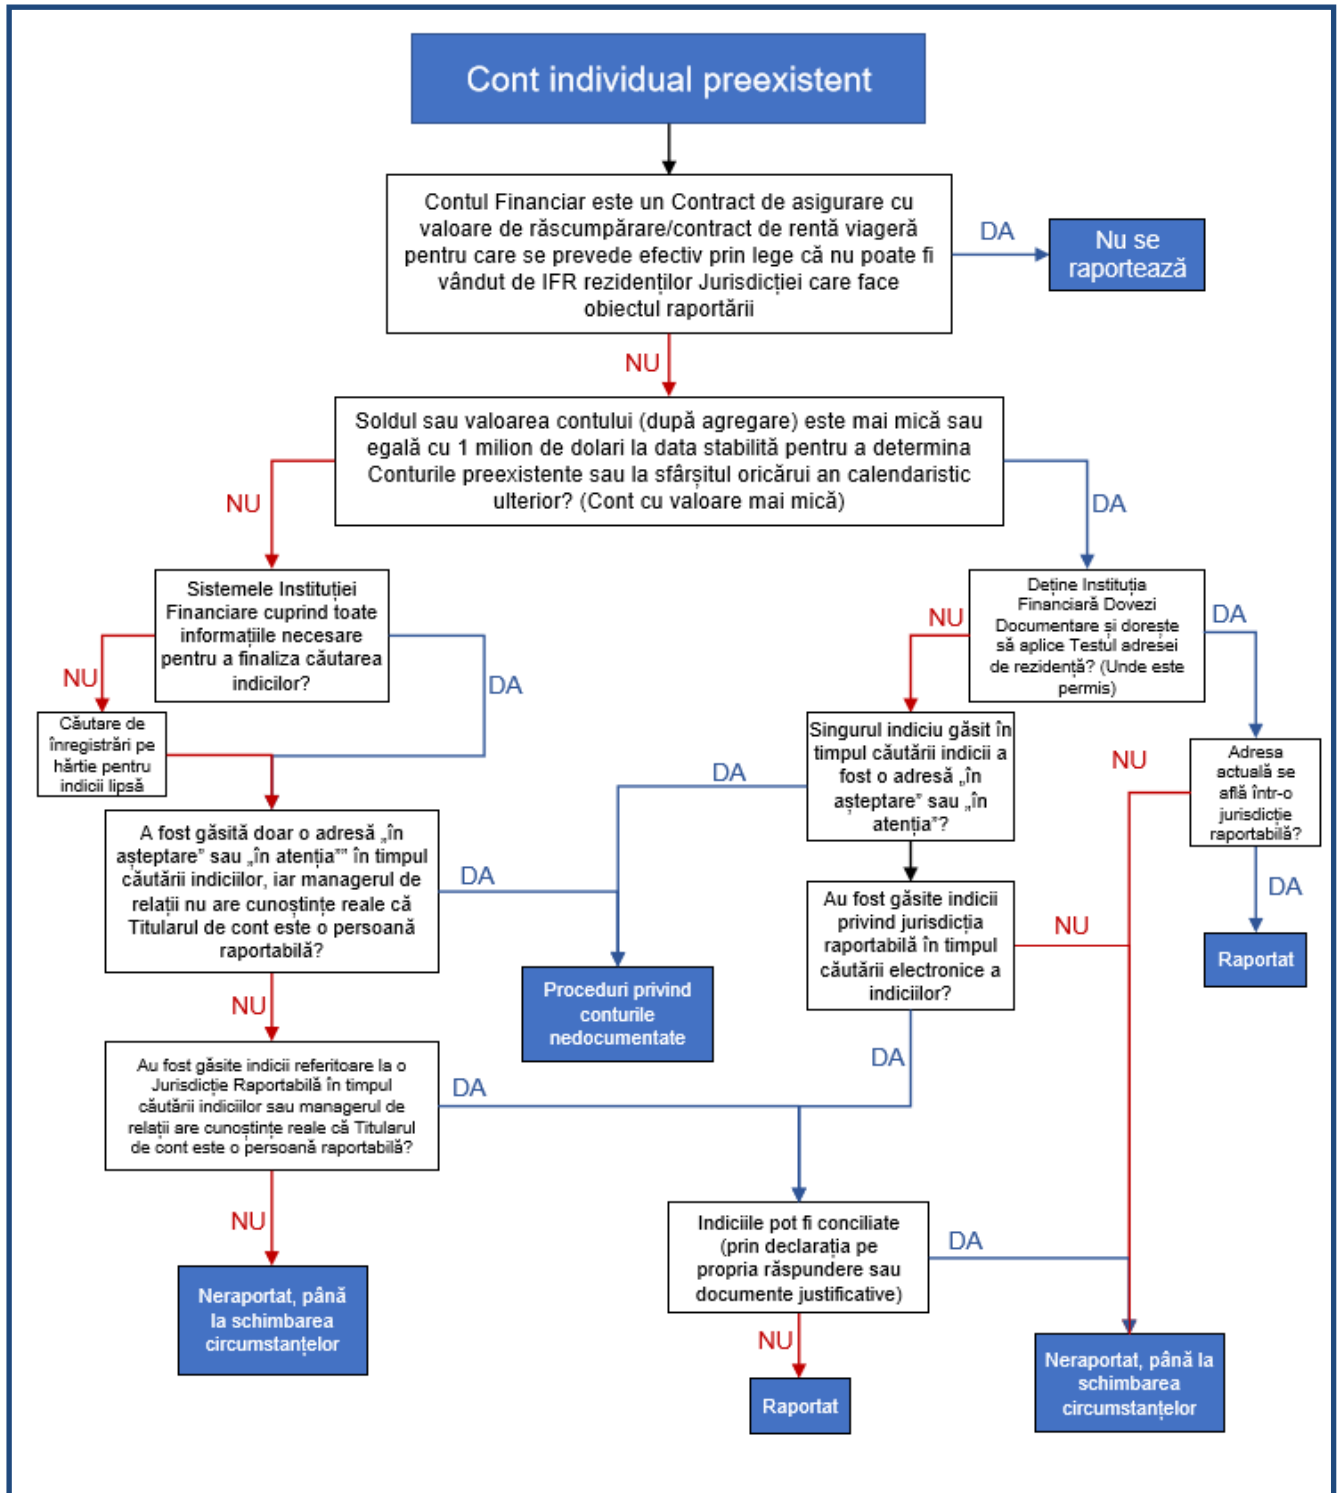 Cont individual preexistent
Contul Financiar este un Contract de asigurare cu
valoare de răscumpărare/contract de rentă viageră
pentru care se prevede efectiv prin lege că nu poate fi
vândut de IFR rezidenților Jurisdicției care face
obiectul raportării
DA
Nu se
raportează
NU
Soldul sau valoarea contului (după agregare) este mai mică sau
egală cu 1 milion de dolari la data stabilită pentru a determina
Conturile preexistente sau la sfârșitul oricărui an calendaristic
ulterior? (Cont cu valoare mai mică)
NU
DA
Sistemele Instituției
Financiare cuprind toate
informațiile necesare
pentru a finaliza căutarea
indicilor?
NU
DA
Deține Instituția
Financiară Dovezi
Documentare și dorește
să aplice Testul adresei
de rezidență? (Unde este
permis)
NU
DA
Căutare de
înregistrări pe
hârtie pentru
indicii lipsă
Singurul indiciu găsit în
timpul căutării indicii a
fost o adresă „în
așteptare” sau „în
atenția”?
DA
NU
Adresa
actuală se
află într-o
jurisdicție
raportabilă?
DA
Raportat
A fost găsită doar o adresă „în
așteptare” sau „în atenția”” în timpul
căutării indiciilor, iar managerul de
relații nu are cunoștințe reale că
Titularul de cont este o persoană
raportabilă?
DA
NU
Au fost găsite indicii
privind jurisdicția
raportabilă în timpul
căutării electronice a
indiciilor?
NU
DA
Proceduri privind
conturile
nedocumentate
Au fost găsite indicii referitoare la o
Jurisdicție Raportabilă în timpul
căutării indiciilor sau managerul de
relații are cunoștințe reale că Titularul
de cont este o persoană raportabilă?
DA
NU
Indiciile pot fi conciliate
(prin declarația pe
propria răspundere sau
documente justificative)
DA
NU
Neraportat, până
la schimbarea
circumstanțelor
Raportat
Neraportat, până la
schimbarea
circumstanțelor